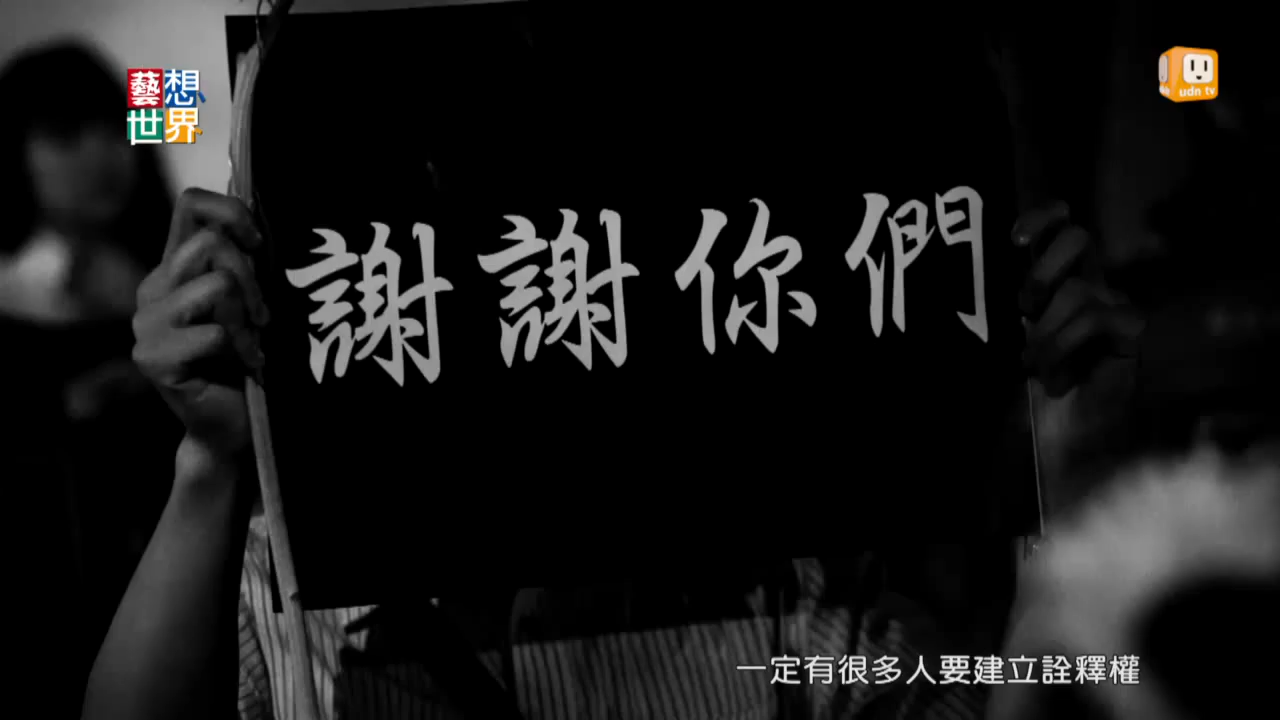 藝想
世界
udn tv
謝謝你們
一定有很多人要建立詮釋權